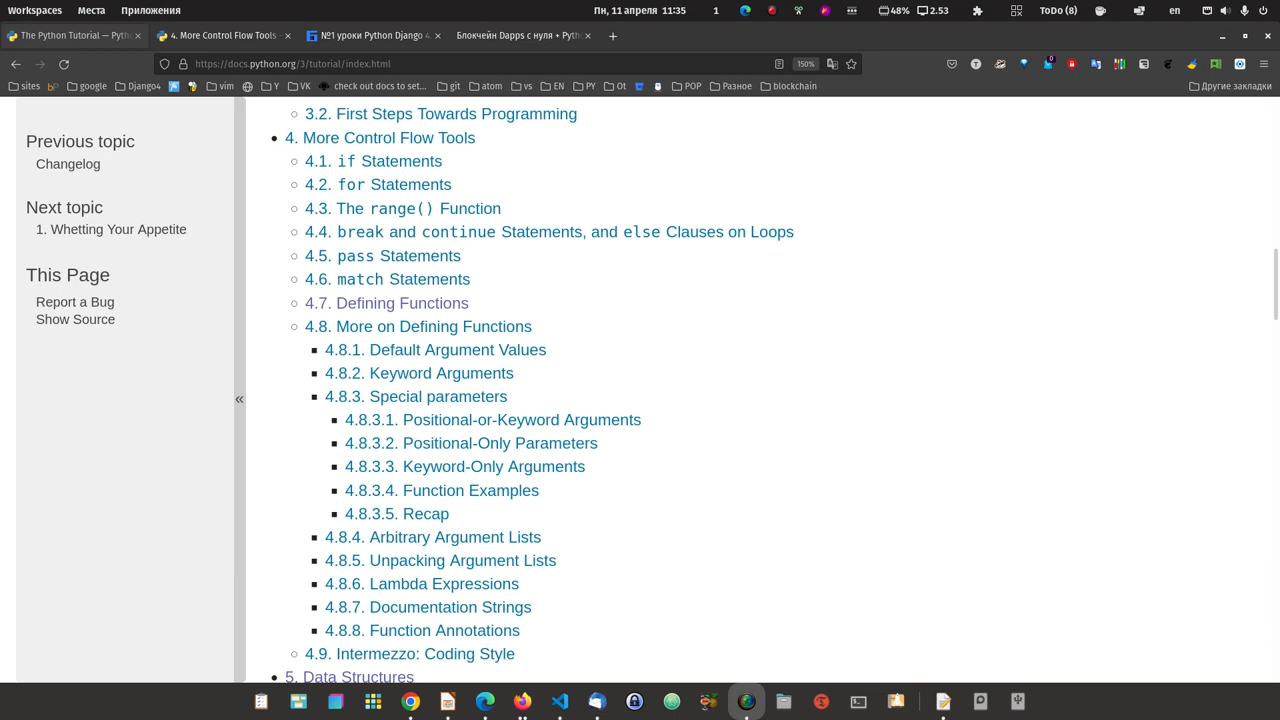 Workspaces Места Приложения Пн, 11 апреля 11:35 1 48% 2.53 ToDo (8) en
The Python Tutorial — Pyth 4. More Control Flow Tools - №1 уроки Python Django 4. Блокчейн Dapps с нуля + Pytho
https://docs.python.org/3/tutorial/index.html 150%
sites google Django4 vim Y VK check out docs to set... git atom vs EN PY Ot POP Разное blockchain Другие закладки
Previous topic
Changelog
Next topic
1. Whetting Your Appetite
This Page
Report a Bug
Show Source
«
3.2. First Steps Towards Programming
4. More Control Flow Tools
4.1. if Statements
4.2. for Statements
4.3. The range() Function
4.4. break and continue Statements, and else Clauses on Loops
4.5. pass Statements
4.6. match Statements
4.7. Defining Functions
4.8. More on Defining Functions
4.8.1. Default Argument Values
4.8.2. Keyword Arguments
4.8.3. Special parameters
4.8.3.1. Positional-or-Keyword Arguments
4.8.3.2. Positional-Only Parameters
4.8.3.3. Keyword-Only Arguments
4.8.3.4. Function Examples
4.8.3.5. Recap
4.8.4. Arbitrary Argument Lists
4.8.5. Unpacking Argument Lists
4.8.6. Lambda Expressions
4.8.7. Documentation Strings
4.8.8. Function Annotations
4.9. Intermezzo: Coding Style
5. Data Structures